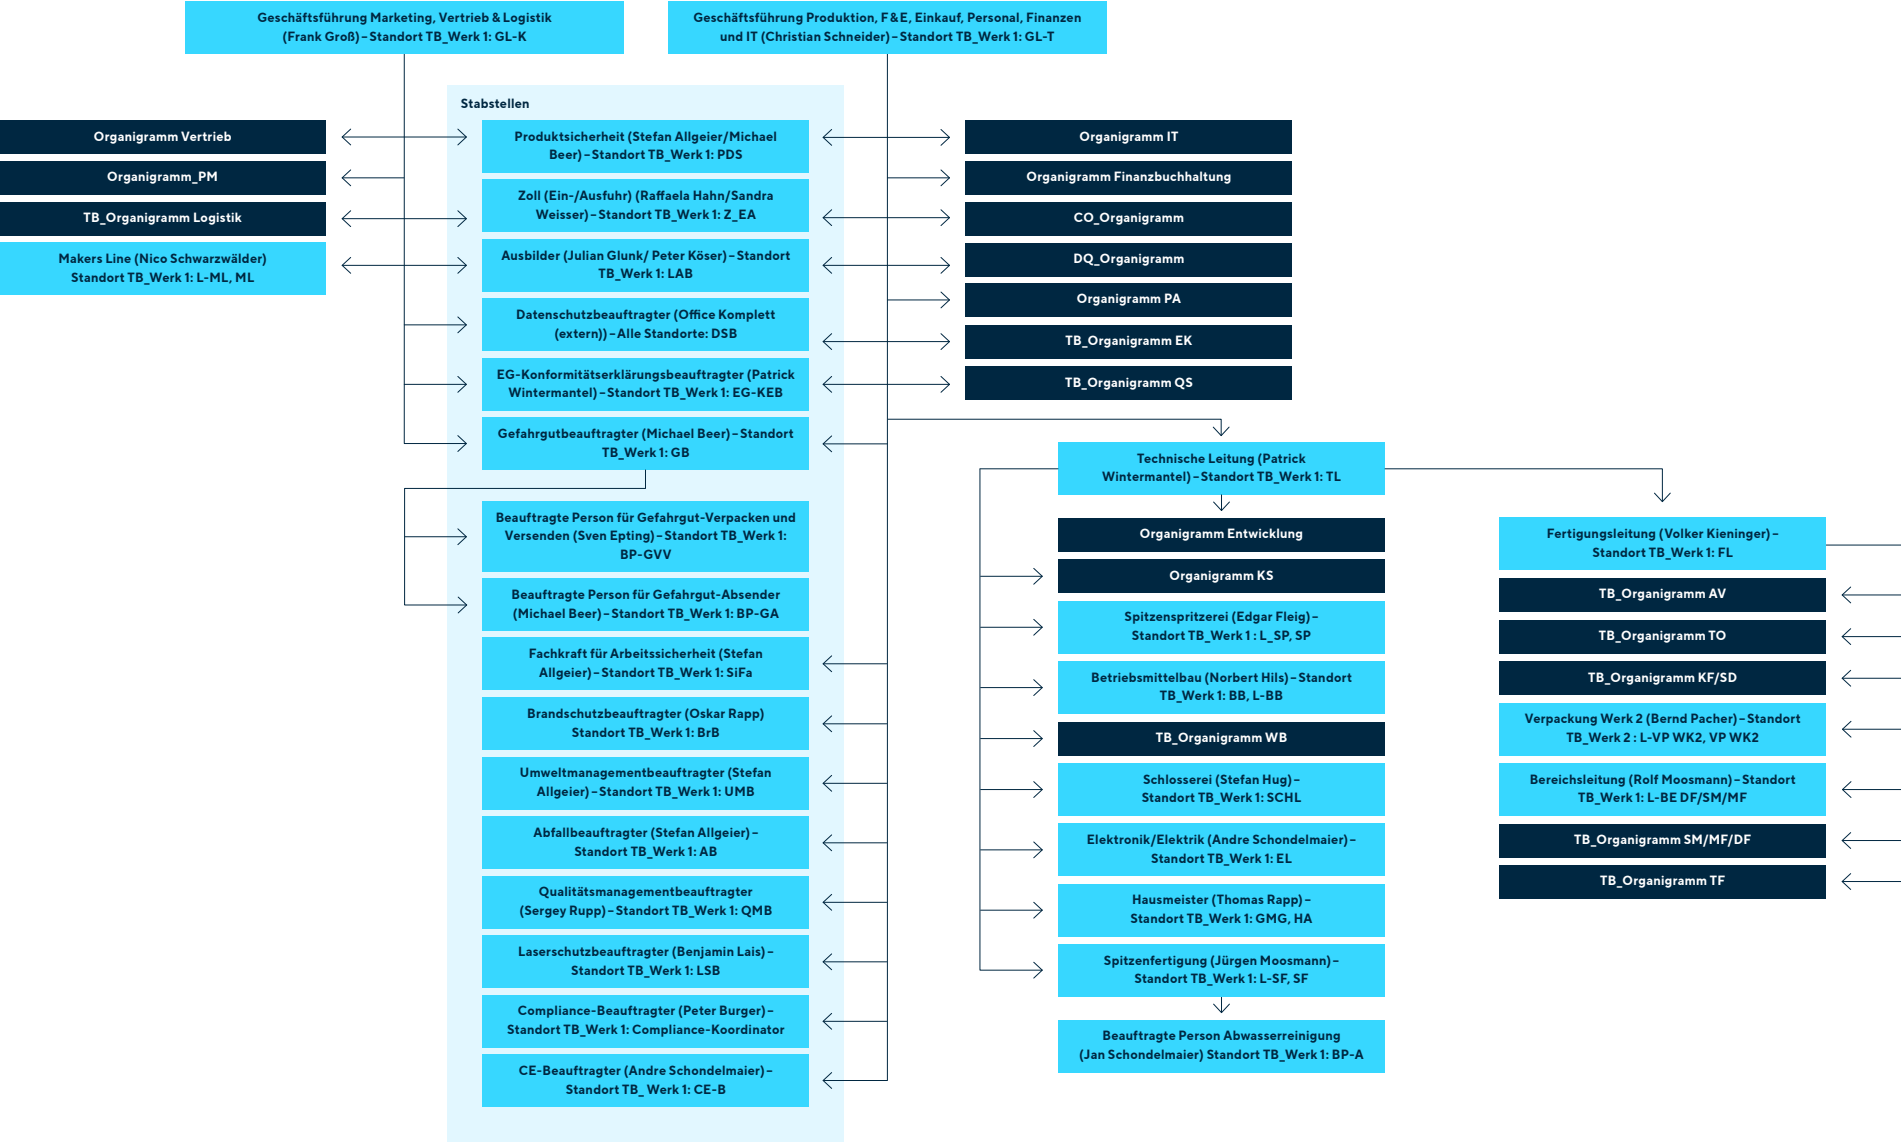 Geschäftsführung Marketing, Vertrieb & Logistik
(Frank Groß) – Standort TB_Werk 1: GL-K
Geschäftsführung Produktion, F&E, Einkauf, Personal, Finanzen
und IT (Christian Schneider) – Standort TB_Werk 1: GL-T
Organigramm Vertrieb
Organigramm_PM
TB_Organigramm Logistik
Makers Line (Nico Schwarzwälder)
Standort TB_Werk 1: L-ML, ML
Stabstellen
Produktsicherheit (Stefan Allgeier/Michael
Beer) – Standort TB_Werk 1: PDS
Zoll (Ein-/Ausfuhr) (Raffaela Hahn/Sandra
Weisser) – Standort TB_Werk 1: Z_EA
Ausbilder (Julian Glunk/ Peter Köser) – Standort
TB_Werk 1: LAB
Datenschutzbeauftragter (Office Komplett
(extern)) – Alle Standorte: DSB
EG-Konformitätserklärungsbeauftragter (Patrick
Wintermantel) – Standort TB_Werk 1: EG-KEB
Gefahrgutbeauftragter (Michael Beer) – Standort
TB_Werk 1: GB
Beauftragte Person für Gefahrgut-Verpacken und
Versenden (Sven Epting) – Standort TB_Werk 1:
BP-GVV
Beauftragte Person für Gefahrgut-Absender
(Michael Beer) – Standort TB_Werk 1: BP-GA
Fachkraft für Arbeitssicherheit (Stefan
Allgeier) – Standort TB_Werk 1: SiFa
Brandschutzbeauftragter (Oskar Rapp)
Standort TB_Werk 1: BrB
Umweltmanagementbeauftragter (Stefan
Allgeier) – Standort TB_Werk 1: UMB
Abfallbeauftragter (Stefan Allgeier) –
Standort TB_Werk 1: AB
Qualitätsmanagementbeauftragter
(Sergey Rupp) – Standort TB_Werk 1: QMB
Laserschutzbeauftragter (Benjamin Lais) –
Standort TB_Werk 1: LSB
Compliance-Beauftragter (Peter Burger) –
Standort TB_Werk 1: Compliance-Koordinator
CE-Beauftragter (Andre Schondelmaier) –
Standort TB_ Werk 1: CE-B
Organigramm IT
Organigramm Finanzbuchhaltung
CO_Organigramm
DQ_Organigramm
Organigramm PA
TB_Organigramm EK
TB_Organigramm QS
Technische Leitung (Patrick
Wintermantel) – Standort TB_Werk 1: TL
Organigramm Entwicklung
Organigramm KS
Spitzenspritzerei (Edgar Fleig) –
Standort TB_Werk 1 : L_SP, SP
Betriebsmittelbau (Norbert Hils) – Standort
TB_Werk 1: BB, L-BB
TB_Organigramm WB
Schlosserei (Stefan Hug) –
Standort TB_Werk 1: SCHL
Elektronik/Elektrik (Andre Schondelmaier) –
Standort TB_Werk 1: EL
Hausmeister (Thomas Rapp) –
Standort TB_Werk 1: GMG, HA
Spitzenfertigung (Jürgen Moosmann) –
Standort TB_Werk 1: L-SF, SF
Beauftragte Person Abwasserreinigung
(Jan Schondelmaier) Standort TB_Werk 1: BP-A
Fertigungsleitung (Volker Kieninger) –
Standort TB_Werk 1: FL
TB_Organigramm AV
TB_Organigramm TO
TB_Organigramm KF/SD
Verpackung Werk 2 (Bernd Pacher) – Standort
TB_Werk 2 : L-VP WK2, VP WK2
Bereichsleitung (Rolf Moosmann) – Standort
TB_Werk 1: L-BE DF/SM/MF
TB_Organigramm SM/MF/DF
TB_Organigramm TF